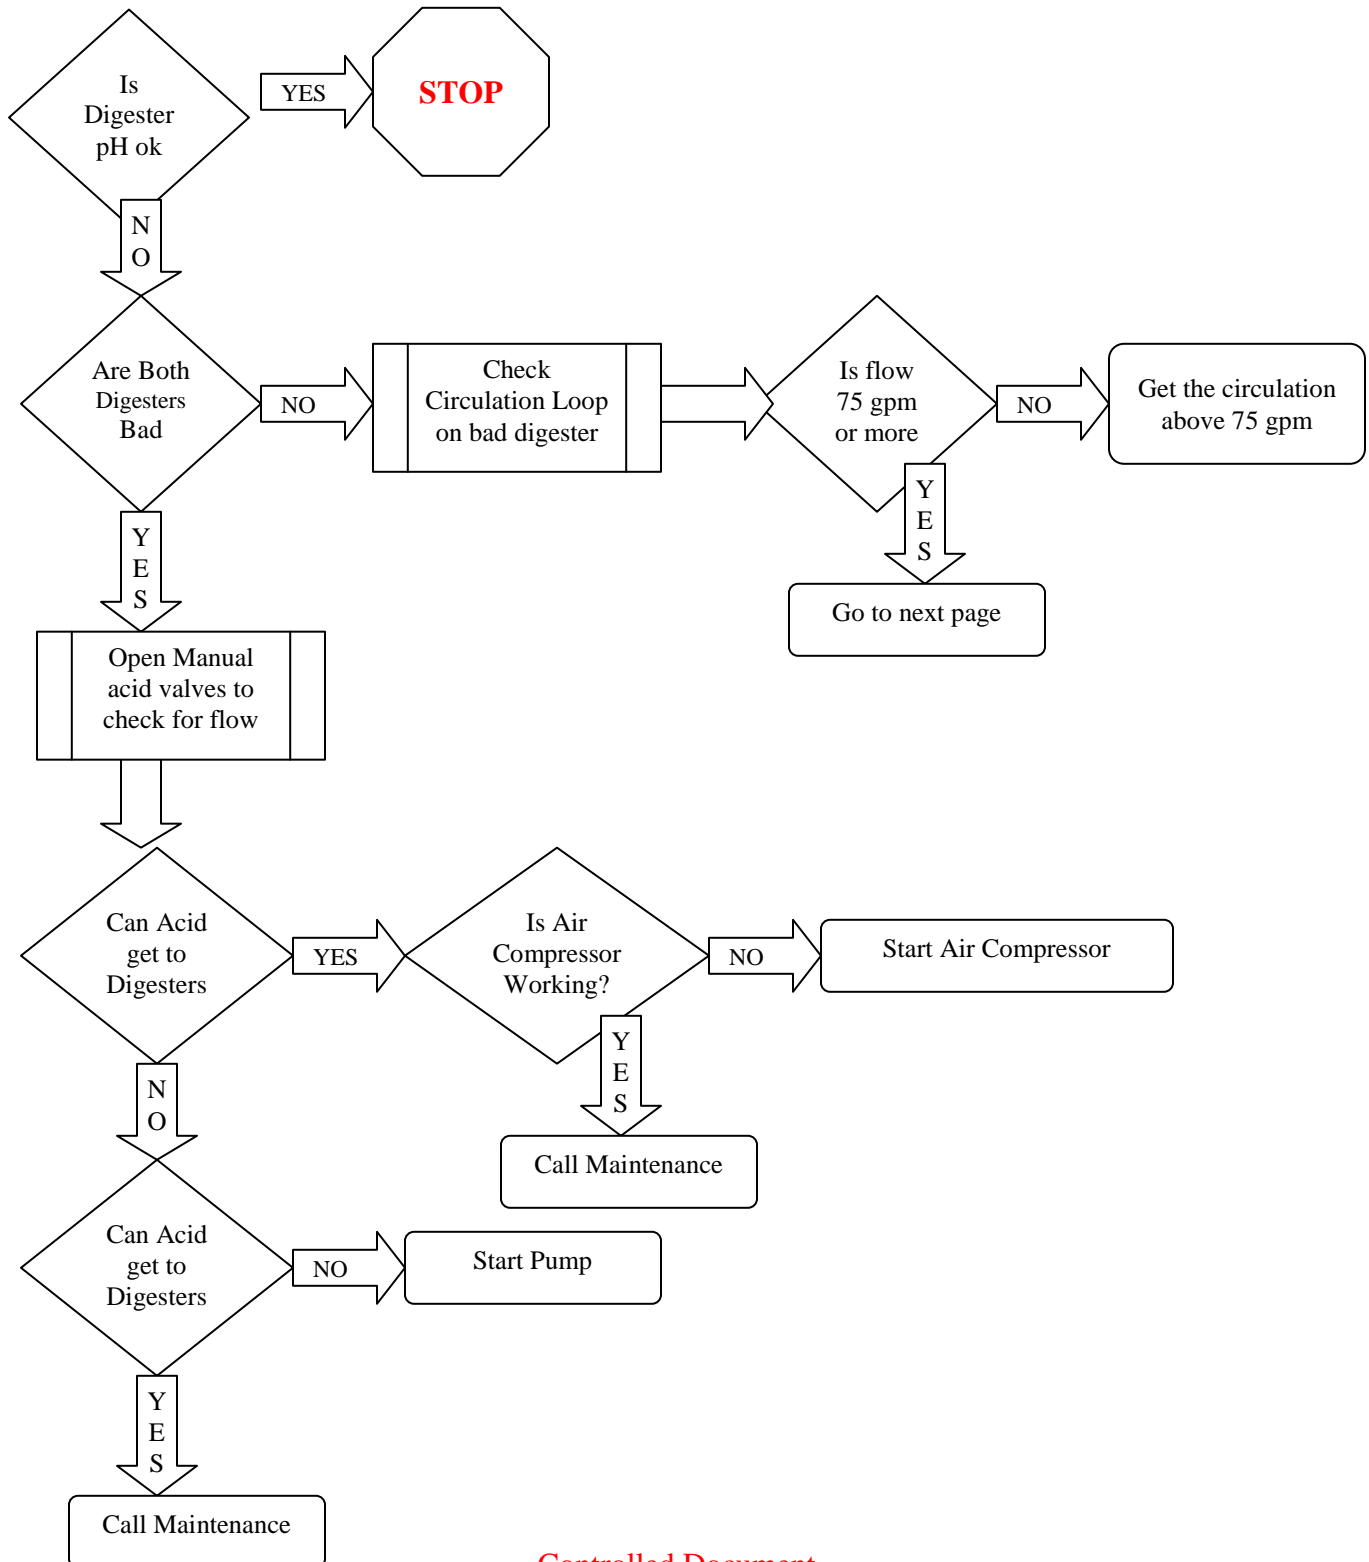 Is
Digester
pH ok
YES
STOP
N
O
Are Both
Digesters
Bad
NO
Check
Circulation Loop
on bad digester
Is flow
75 gpm
or more
NO
Get the circulation
above 75 gpm
Y
E
S
Go to next page
Y
E
S
Open Manual
acid valves to
check for flow
Can Acid
get to
Digesters
YES
Is Air
Compressor
Working?
NO
Start Air Compressor
Y
E
S
Call Maintenance
N
O
Can Acid
get to
Digesters
NO
Start Pump
Y
E
S
Call Maintenance
Controlled Document